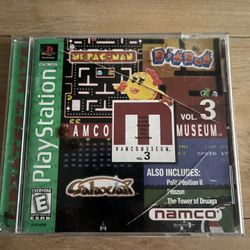 PlayStation
MS. PAC-MAN
DIG DUG
VOL. 3
NAMCO MUSEUM
M
NAMCO MUSEUM
VOL. 3
Galaxian
ALSO INCLUDES:
Pole Position II
Phozon
The Tower of Druaga
E
EVERYONE
ESRB
namco